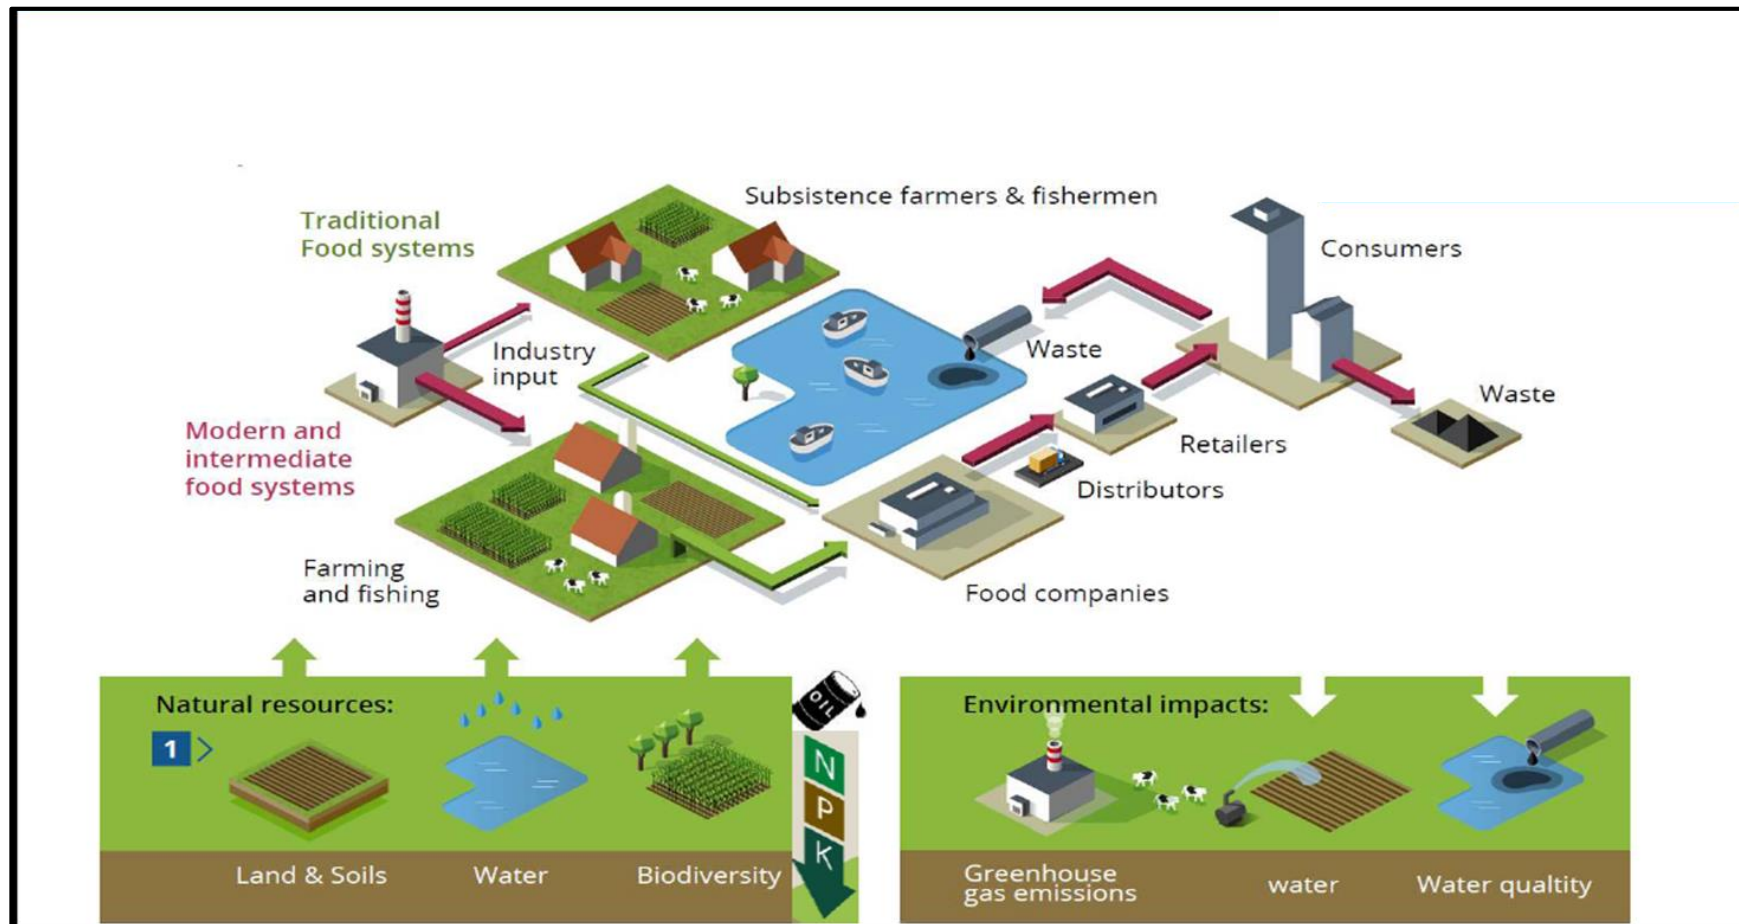 Subsistence farmers & fishermen
Traditional
Food systems
Consumers
Industry
input
Waste
Waste
Modern and
intermediate
food systems
Retailers
Distributors
Farming
and fishing
Food companies
Natural resources:
1
OIL
N
P
K
Land & Soils
Water
Biodiversity
Environmental impacts:
Greenhouse
gas emissions
water
Water qualtity